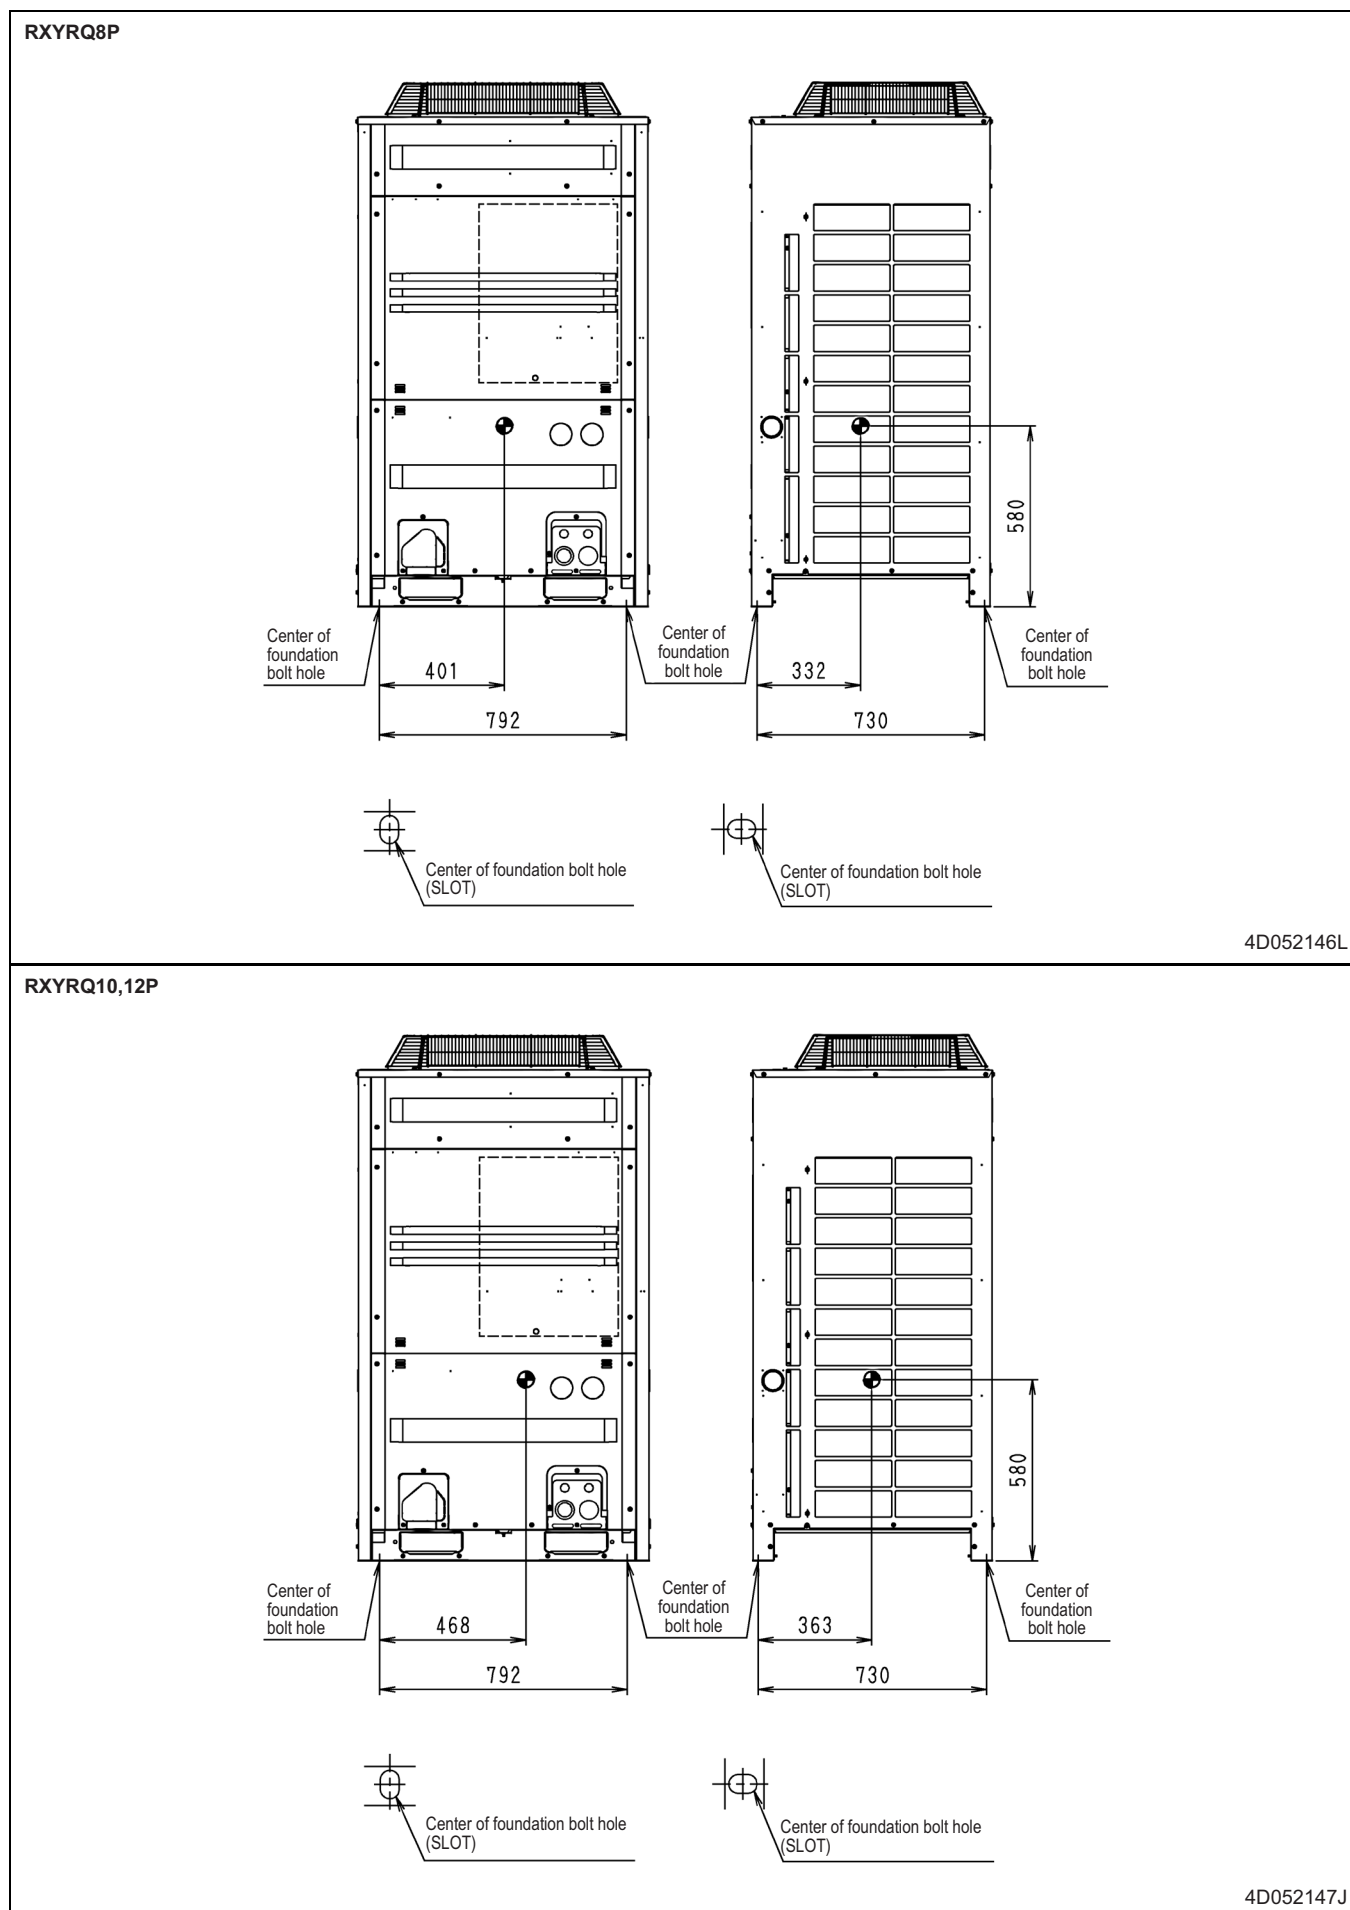 RXYRQ8P
580
Center of
foundation
bolt hole
Center of
foundation
bolt hole
Center of
foundation
bolt hole
401
332
792
730
Center of foundation bolt hole
(SLOT)
Center of foundation bolt hole
(SLOT)
4D052146L
RXYRQ10,12P
580
Center of
foundation
bolt hole
Center of
foundation
bolt hole
Center of
foundation
bolt hole
468
363
792
730
Center of foundation bolt hole
(SLOT)
Center of foundation bolt hole
(SLOT)
4D052147J